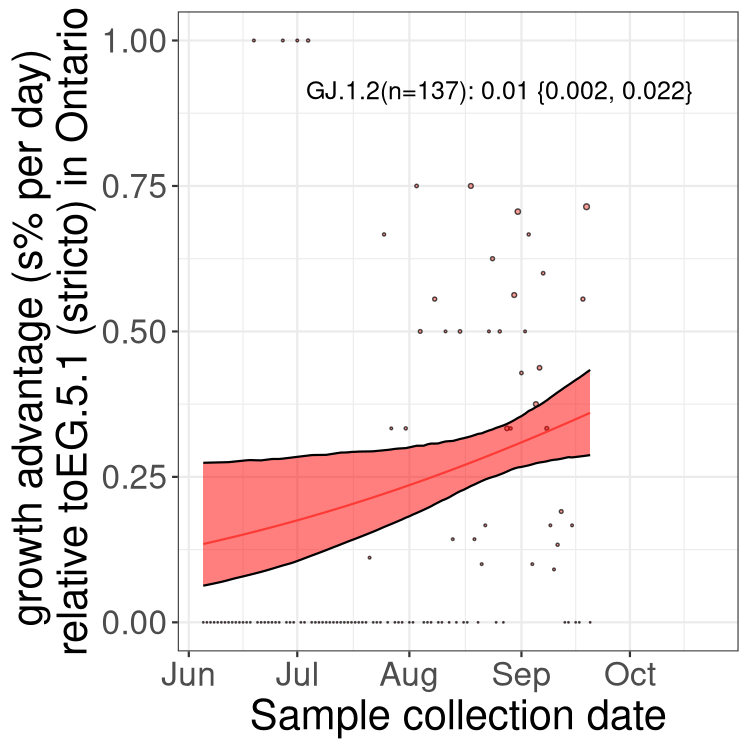 growth advantage (s% per day)
relative toEG.5.1 (stricto) in Ontario
1.00
0.75
0.50
0.25
0.00
GJ.1.2(n=137): 0.01 {0.002, 0.022}
Jun Jul Aug Sep Oct
Sample collection date